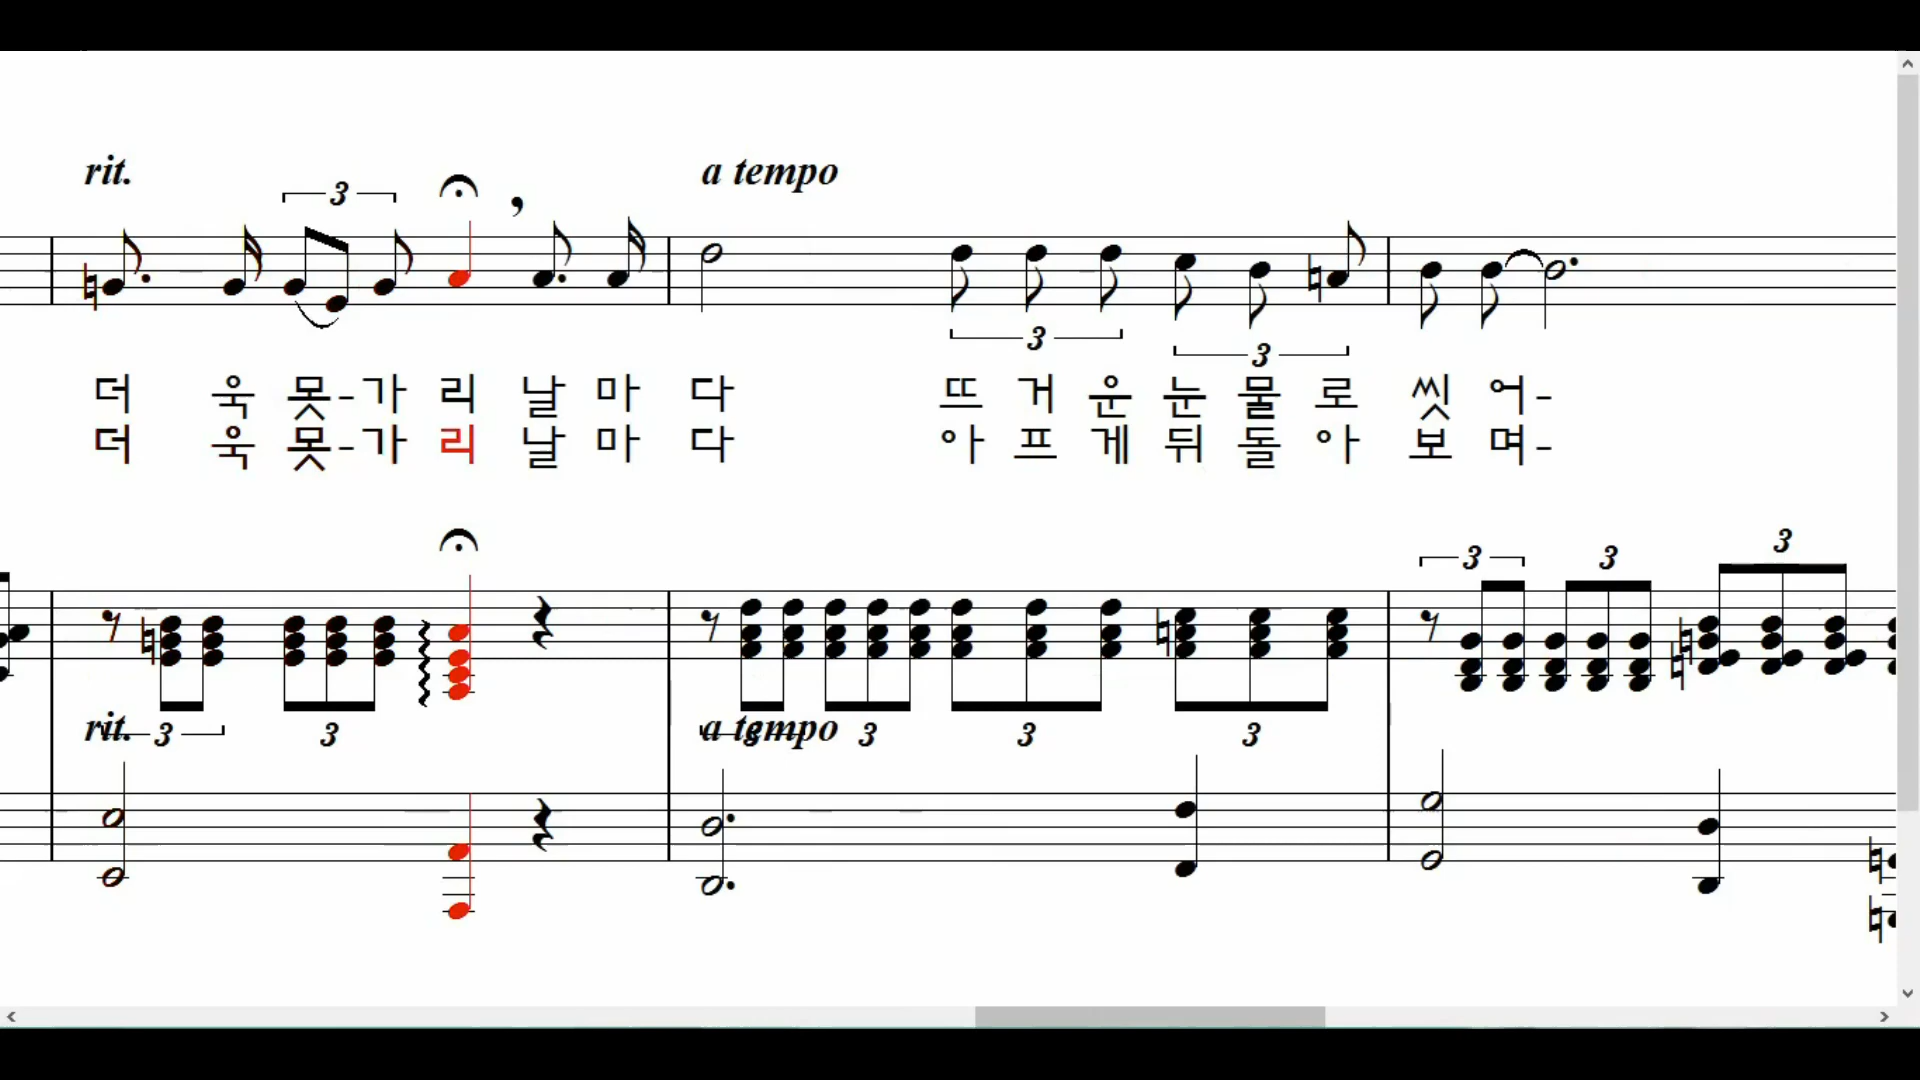 rit. a tempo
3
3 3
더 욱 못-가 리 날 마 다 뜨 거 운 눈 물 로 씻 어-
더 욱 못-가 리 날 마 다 아 프 게 뒤 돌 아 보 며-
3 3 3
rit. a tempo
3 3 3 3 3 3